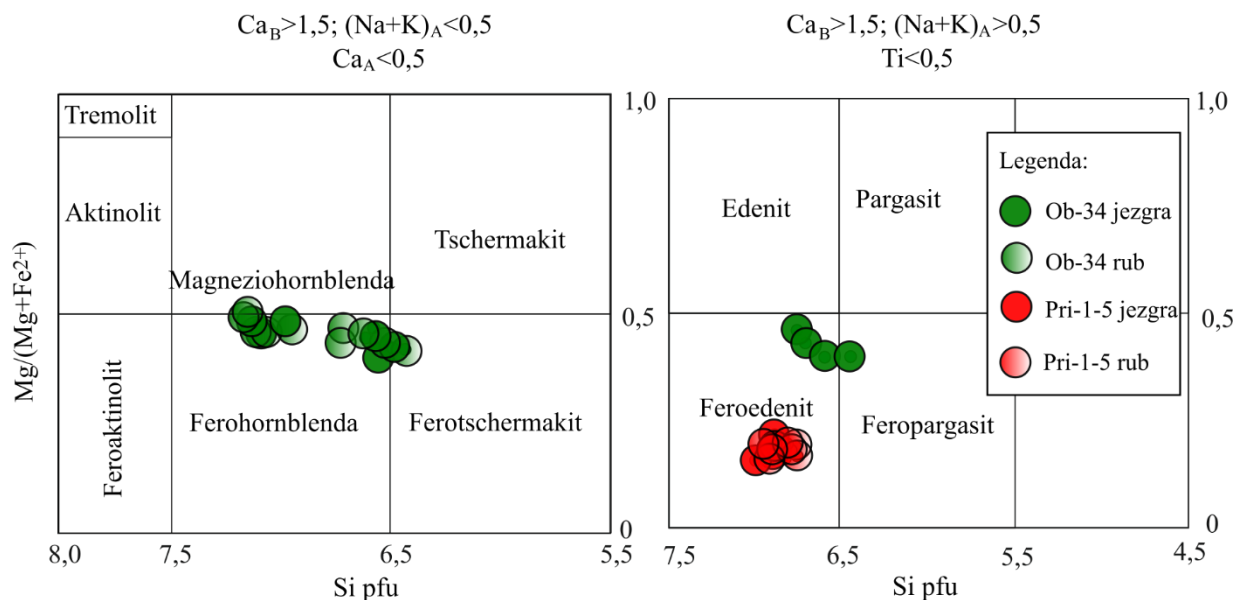 Ca_B>1,5; (Na+K)_A<0,5
Ca_A<0,5
Ca_B>1,5; (Na+K)_A>0,5
Ti<0,5
Mg/(Mg+Fe²⁺)
Tremolit
Aktinolit
Feroaktinolit
Magneziohornblenda
Ferohornblenda
Tschermakit
Ferotschermakit
1,0
0,5
0
8,0
7,5
6,5
5,5
Si pfu
Edenit
Pargasit
Feroedenit
Feropargasit
Legenda:
Ob-34 jezgra
Ob-34 rub
Pri-1-5 jezgra
Pri-1-5 rub
1,0
0,5
0
7,5
6,5
5,5
4,5
Si pfu